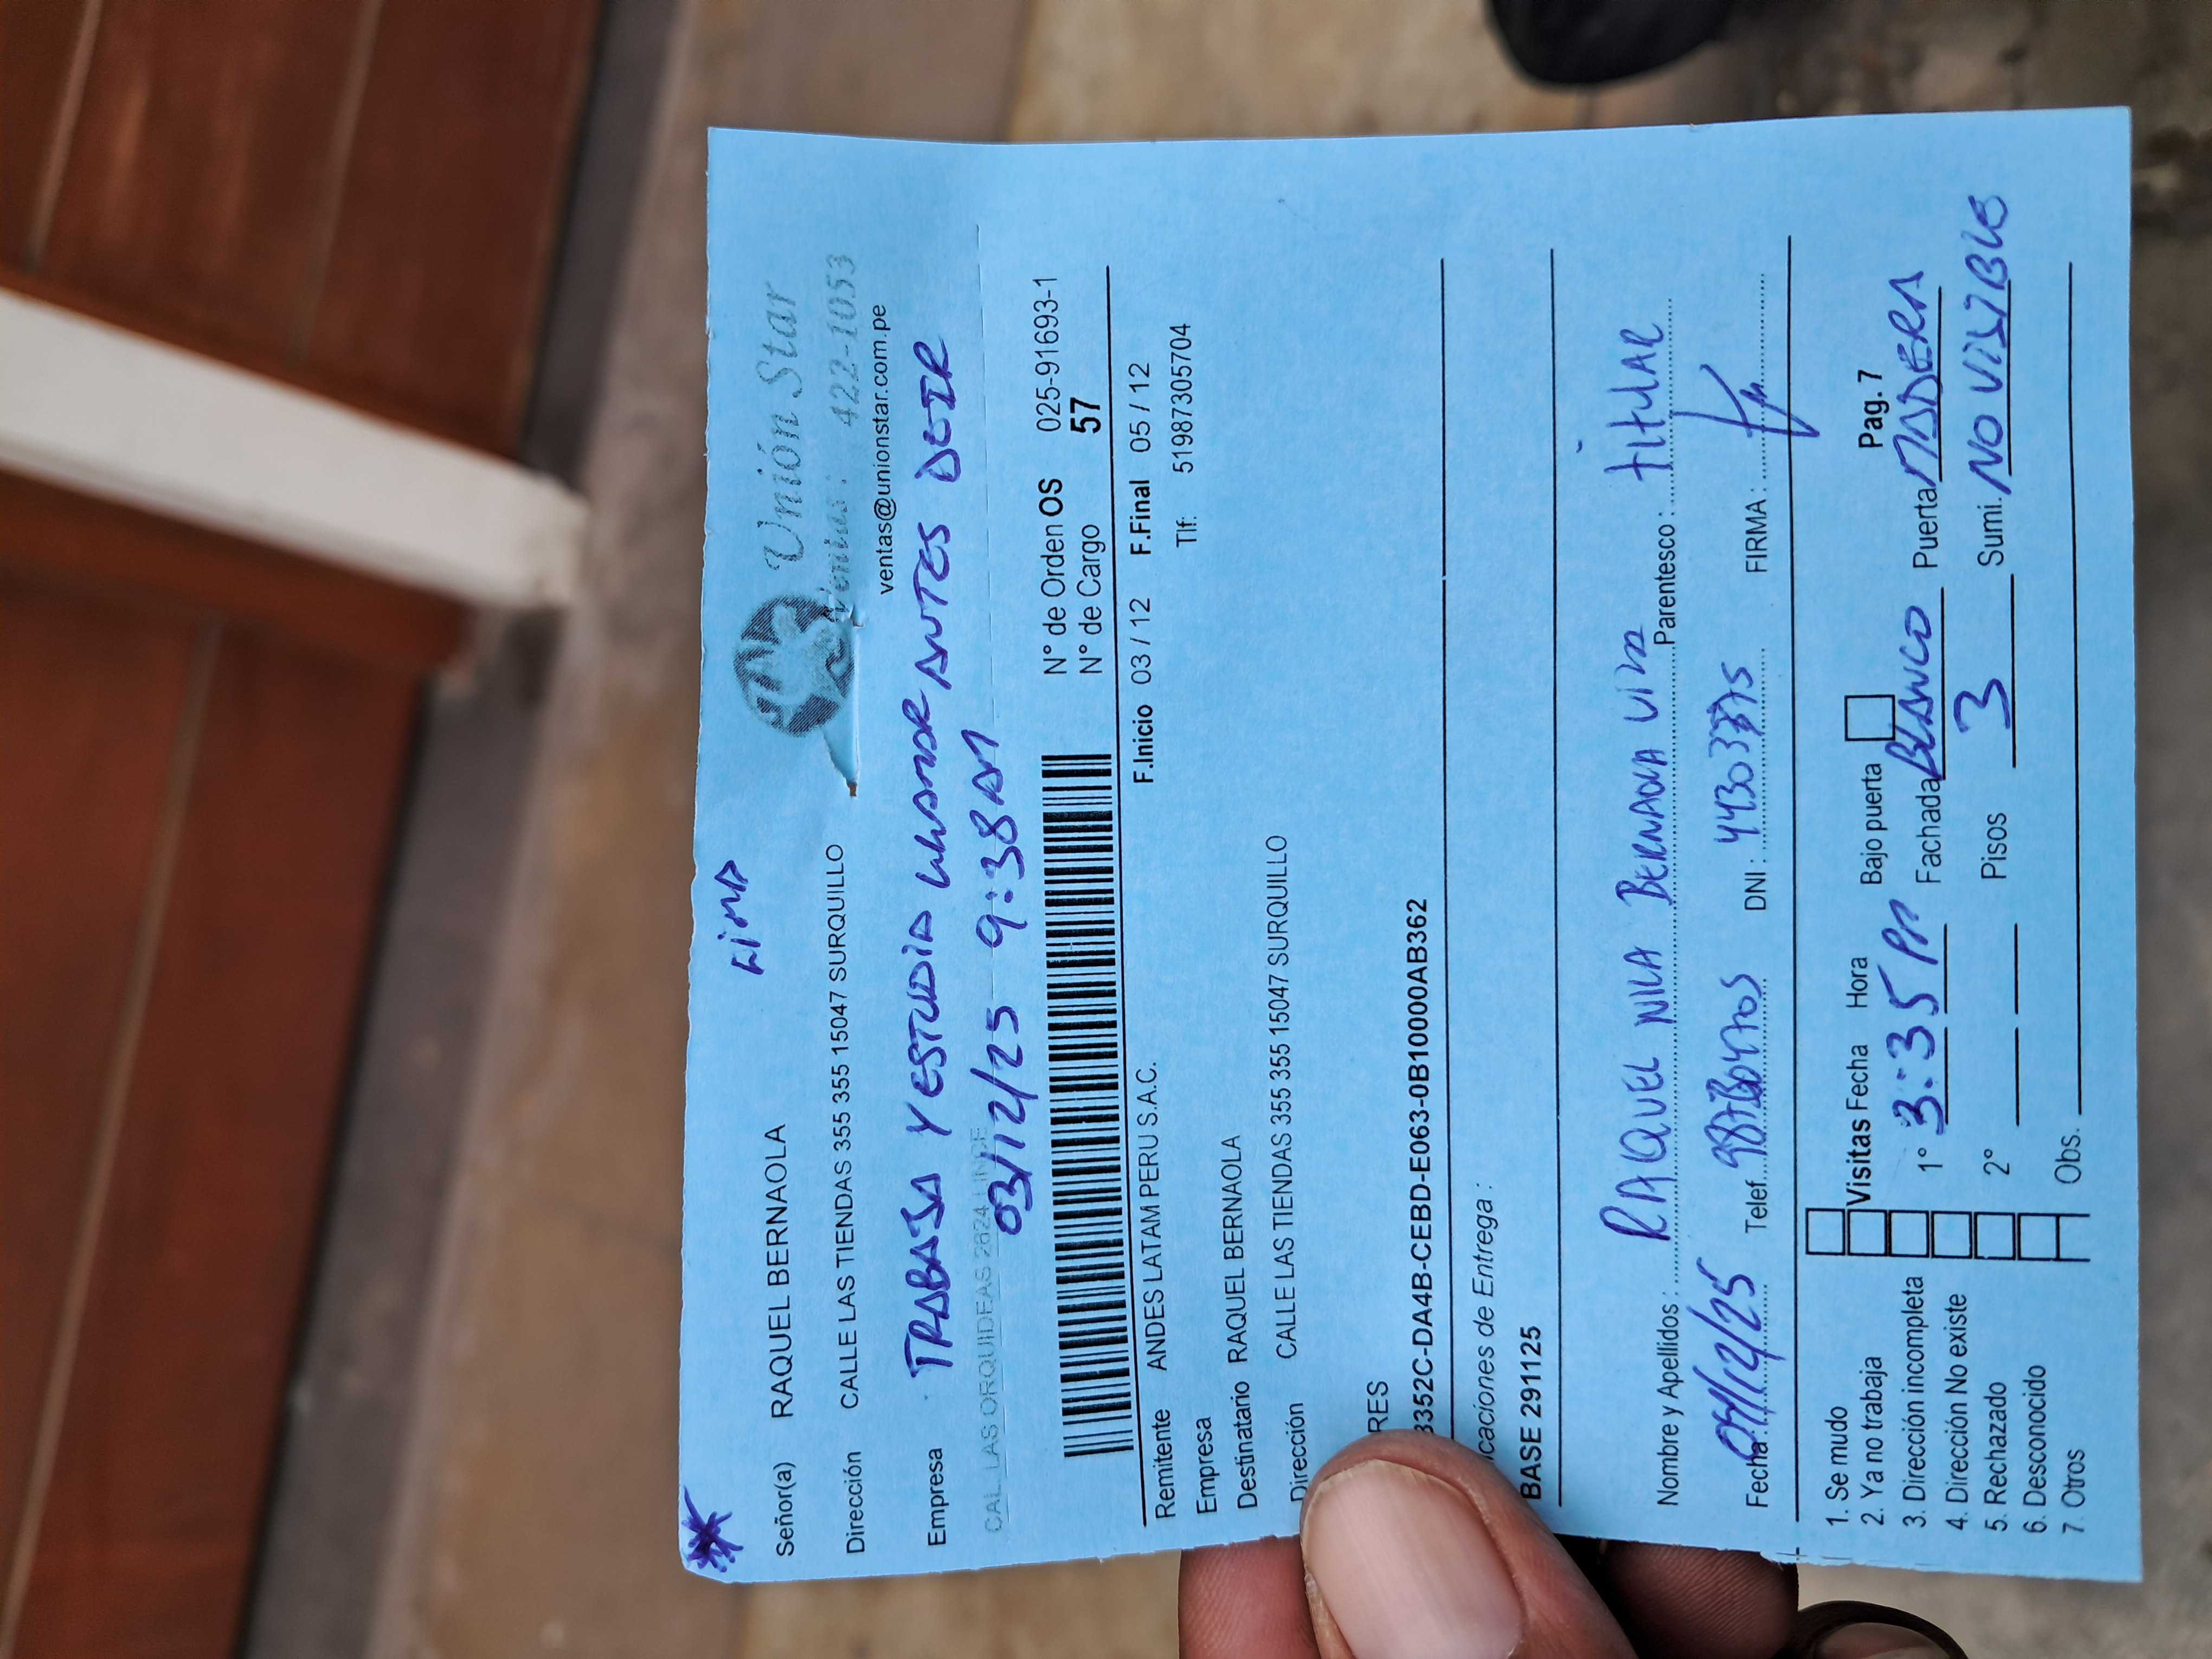 LIMA
Unión Star
Ventas: 422-1053
ventas@unionstar.com.pe
Señor(a) RAQUEL BERNAOLA
Dirección CALLE LAS TIENDAS 355 355 15047 SURQUILLO
Empresa TRABAJA Y ESTUDIA LLAMAR ANTES DE IR
CAL LAS ORQUIDEAS 2624 LINCE
03/12/25 9:38 AM
N° de Orden OS 025-91693-1
N° de Cargo 57
F.Inicio 03 / 12 F.Final 05 / 12
Remitente ANDES LATAM PERU S.A.C.
Tlf: 51987305704
Empresa
Destinatario RAQUEL BERNAOLA
Dirección CALLE LAS TIENDAS 355 355 15047 SURQUILLO
RES
3352C-DA4B-CEBD-E063-0B10000AB362
icaciones de Entrega :
BASE 291125
Nombre y Apellidos : RAQUEL NILA BERNAOLA Parentesco : TITULAR
Fecha : 04/12/25 Telef. DNI : FIRMA :
1. Se mudo
2. Ya no trabaja
3. Dirección incompleta
4. Dirección No existe
5. Rechazado
6. Desconocido
7. Otros
Visitas Fecha Hora Bajo puerta Pag. 7
1° 3:35 PM Fachada BLANCO Puerta MADERA
2° Pisos 3 Sumi. NO VISIBLE
Obs.